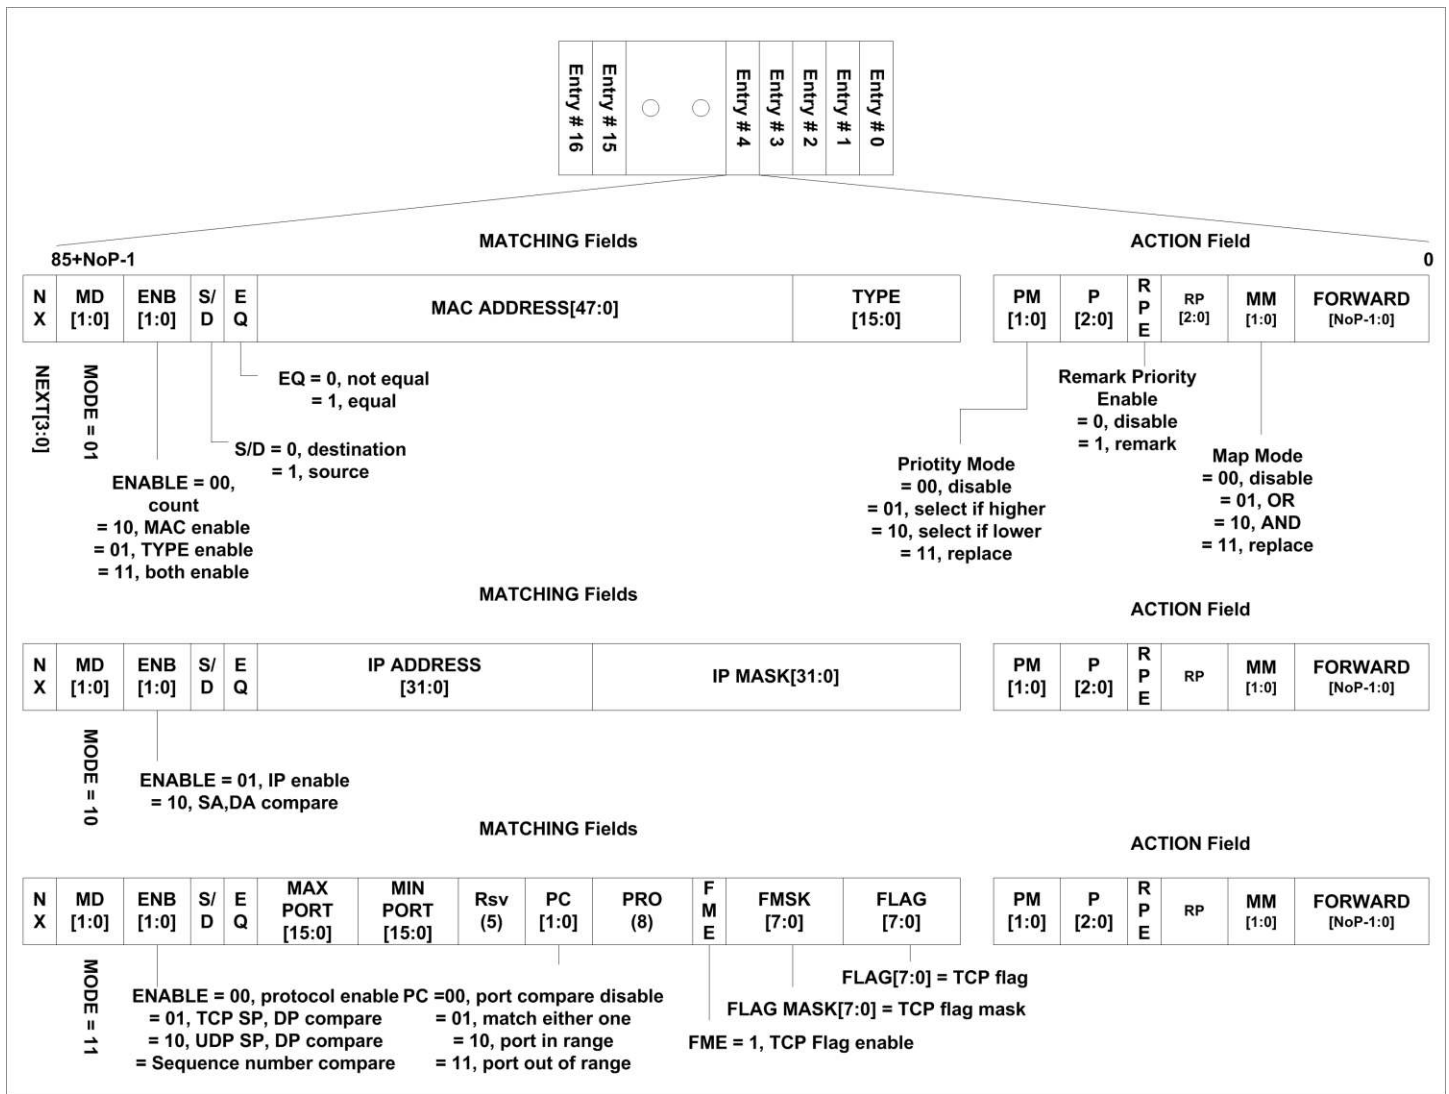 Entry # 16
Entry # 15
Entry # 4
Entry # 3
Entry # 2
Entry # 1
Entry # 0
MATCHING Fields
ACTION Field
85+NoP-1
0
N
X
MD
[1:0]
ENB
[1:0]
S/
D
E
Q
MAC ADDRESS[47:0]
TYPE
[15:0]
PM
[1:0]
P
[2:0]
R
P
E
RP
[2:0]
MM
[1:0]
FORWARD
[NoP-1:0]
NEXT[3:0]
MODE = 01
EQ = 0, not equal
= 1, equal
S/D = 0, destination
= 1, source
ENABLE = 00,
count
= 10, MAC enable
= 01, TYPE enable
= 11, both enable
Priotity Mode
= 00, disable
= 01, select if higher
= 10, select if lower
= 11, replace
Remark Priority
Enable
= 0, disable
= 1, remark
Map Mode
= 00, disable
= 01, OR
= 10, AND
= 11, replace
MATCHING Fields
ACTION Field
N
X
MD
[1:0]
ENB
[1:0]
S/
D
E
Q
IP ADDRESS
[31:0]
IP MASK[31:0]
PM
[1:0]
P
[2:0]
R
P
E
RP
MM
[1:0]
FORWARD
[NoP-1:0]
MODE = 10
ENABLE = 01, IP enable
= 10, SA,DA compare
MATCHING Fields
ACTION Field
N
X
MD
[1:0]
ENB
[1:0]
S/
D
E
Q
MAX
PORT
[15:0]
MIN
PORT
[15:0]
Rsv
(5)
PC
[1:0]
PRO
(8)
F
M
E
FMSK
[7:0]
FLAG
[7:0]
PM
[1:0]
P
[2:0]
R
P
E
RP
MM
[1:0]
FORWARD
[NoP-1:0]
MODE = 11
ENABLE = 00, protocol enable
= 01, TCP SP, DP compare
= 10, UDP SP, DP compare
= Sequence number compare
PC =00, port compare disable
= 01, match either one
= 10, port in range
= 11, port out of range
FLAG[7:0] = TCP flag
FLAG MASK[7:0] = TCP flag mask
FME = 1, TCP Flag enable